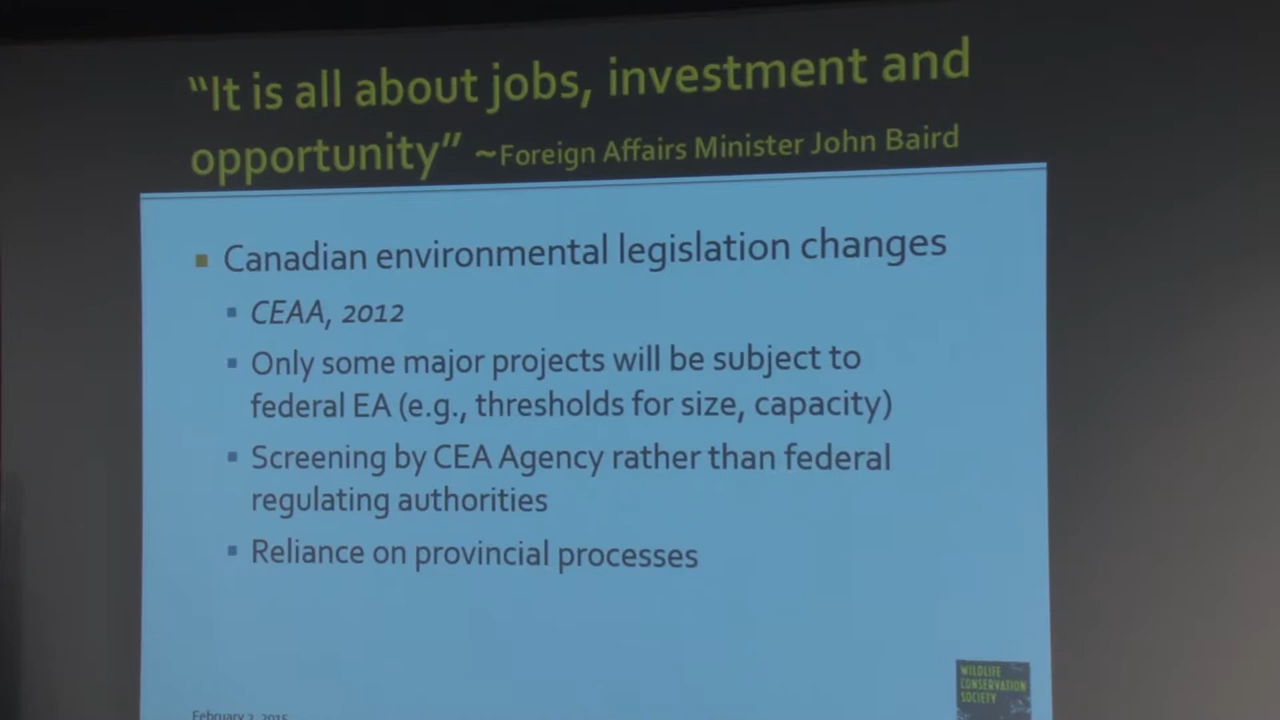 “It is all about jobs, investment and
opportunity” ~Foreign Affairs Minister John Baird
Canadian environmental legislation changes
CEAA, 2012
Only some major projects will be subject to
federal EA (e.g., thresholds for size, capacity)
Screening by CEA Agency rather than federal
regulating authorities
Reliance on provincial processes
WILDLIFE
CONSERVATION
SOCIETY
February 2, 2015